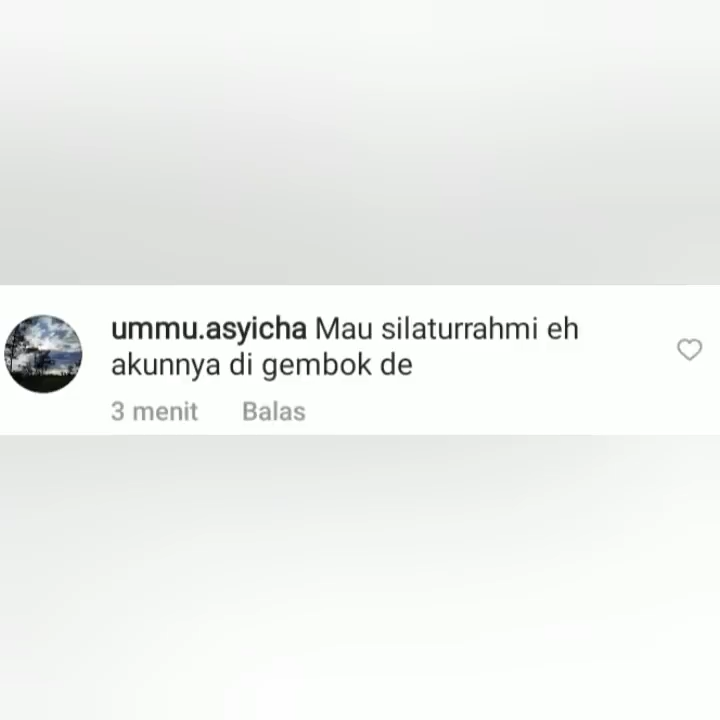 ummu.asyicha Mau silaturrahmi eh
akunnya di gembok de
3 menit Balas